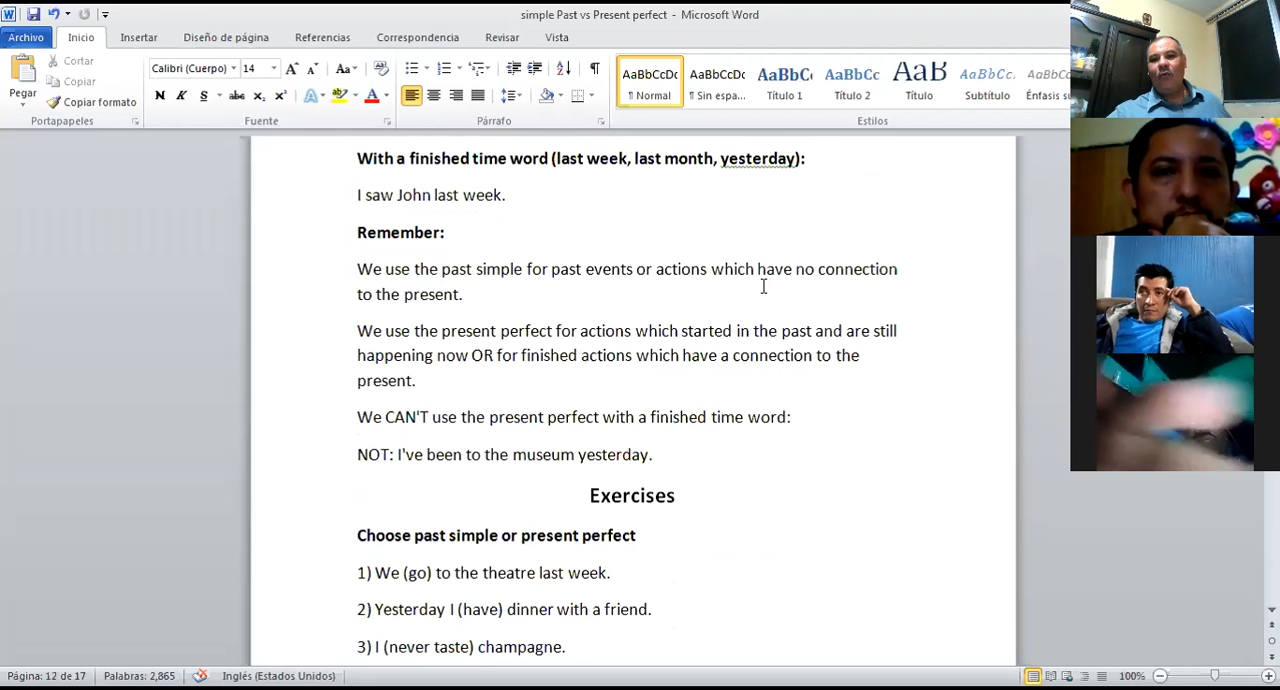 simple Past vs Present perfect - Microsoft Word
Archivo Inicio Insertar Diseño de página Referencias Correspondencia Revisar Vista
Pegar
Cortar
Copiar
Copiar formato
Portapapeles
Calibri (Cuerpo) 14
Fuente
Párrafo
AaBbCcDc AaBbCcDc AaBbC AaBbCc AaB AaBbCc. AaBbCc
¶ Normal ¶ Sin espa... Título 1 Título 2 Título Subtítulo Énfasis su
Estilos
With a finished time word (last week, last month, yesterday):
I saw John last week.
Remember:
We use the past simple for past events or actions which have no connection
to the present.
We use the present perfect for actions which started in the past and are still
happening now OR for finished actions which have a connection to the
present.
We CAN'T use the present perfect with a finished time word:
NOT: I've been to the museum yesterday.
Exercises
Choose past simple or present perfect
1) We (go) to the theatre last week.
2) Yesterday I (have) dinner with a friend.
3) I (never taste) champagne.
Página: 12 de 17 Palabras: 2,865 Inglés (Estados Unidos) 100%